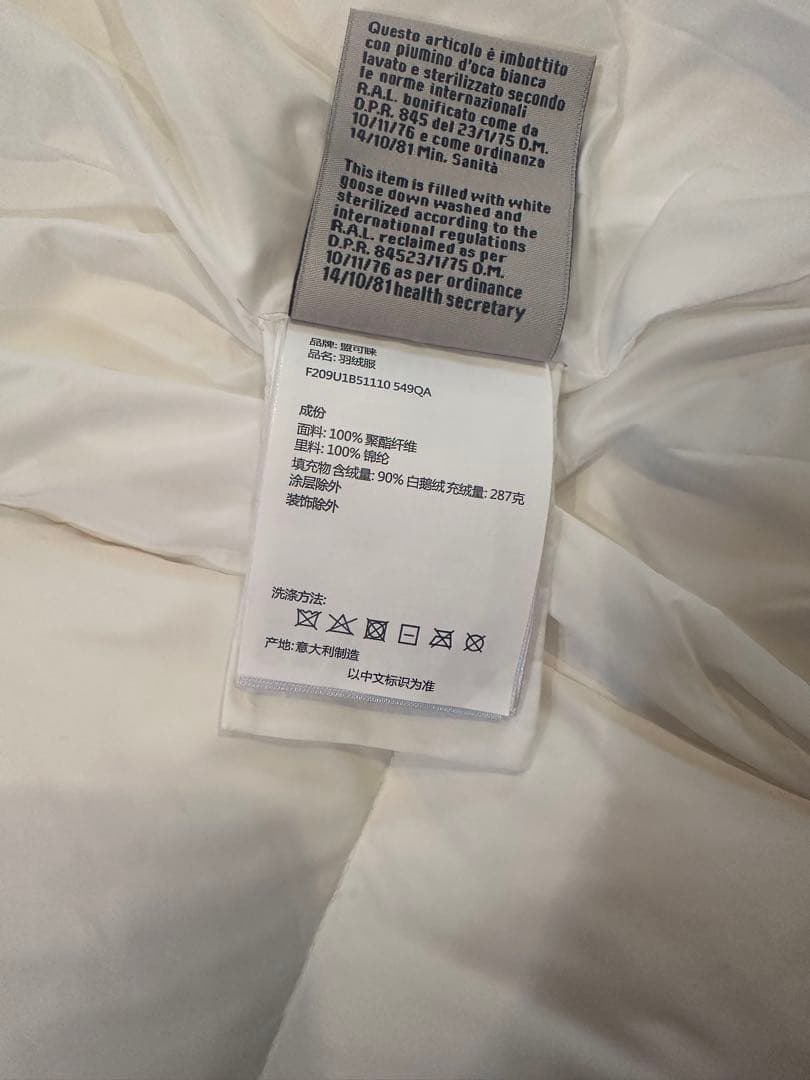 Questo articolo è imbottito
con piumino d'oca bianca
lavato e sterilizzato secondo
le norme internazionali
R.A.L. bonificato come da
D.P.R. 845 del 23/1/75 D.M.
10/11/76 e come ordinanza
14/10/81 Min. Sanità
This item is filled with white
goose down washed and
sterilized according to the
international regulations
R.A.L. reclaimed as per
D.P.R. 84523/1/75 D.M.
10/11/76 as per ordinance
14/10/81 health secretary
品牌: 盟可睐
品名: 羽绒服
F209U1B51110 549QA
成份
面料: 100% 聚酯纤维
里料: 100% 锦纶
填充物 含绒量: 90% 白鹅绒 充绒量: 287克
涂层除外
装饰除外
洗涤方法:
产地: 意大利制造
以中文标识为准